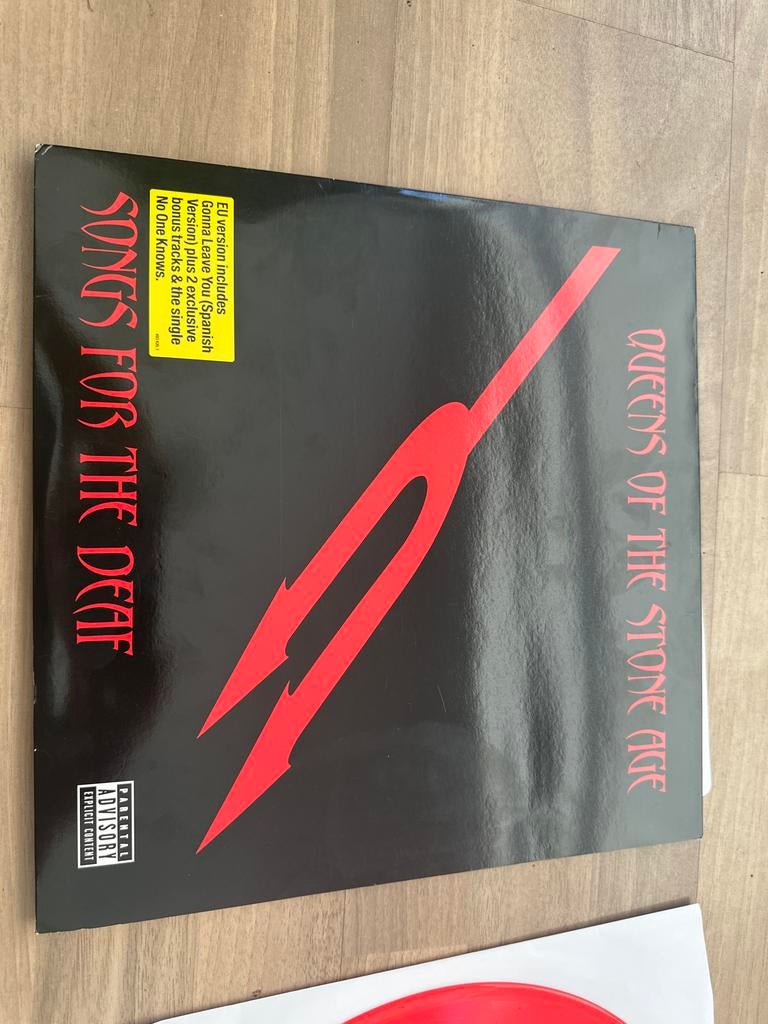 QUEENS OF THE STONE AGE
EU version includes
Gonna Leave You (Spanish
Version) plus 2 exclusive
bonus tracks & the single
No One Knows.
SONGS FOR THE DEAF
PARENTAL
ADVISORY
EXPLICIT CONTENT